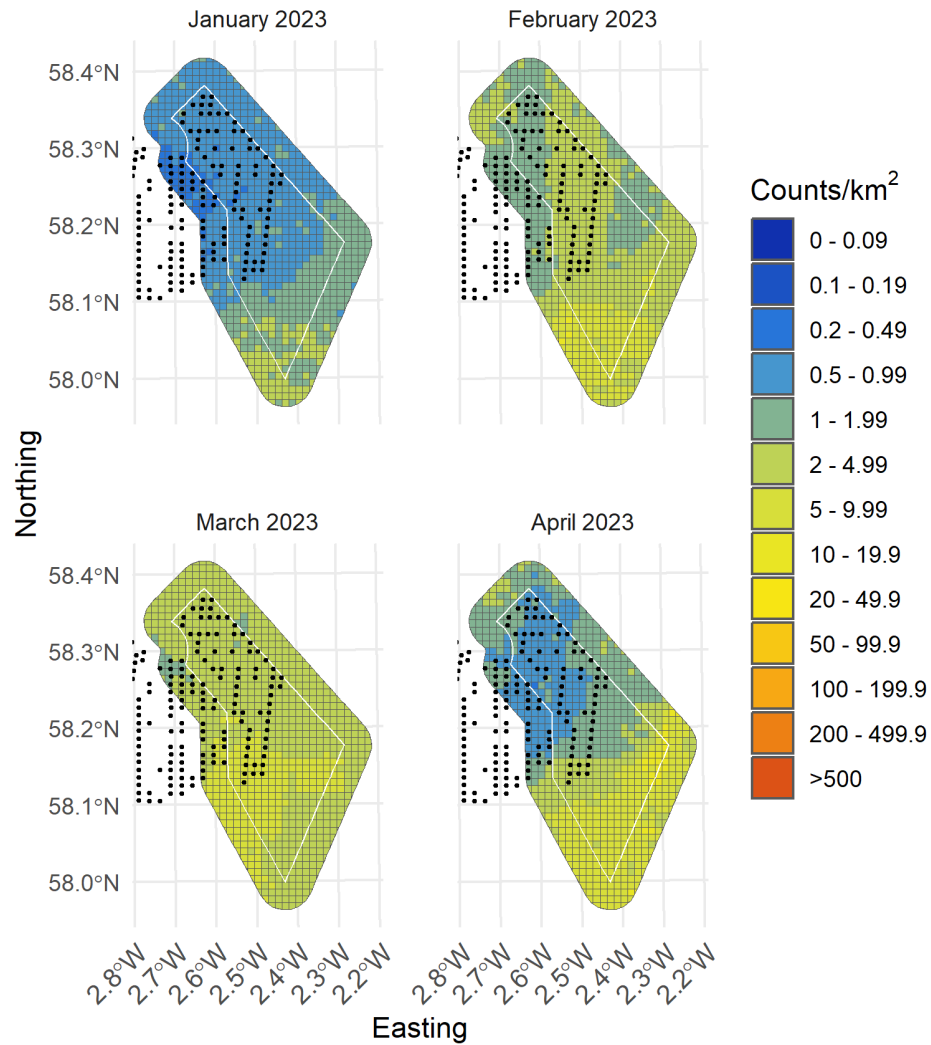 January 2023
February 2023
58.4°N
58.3°N
58.2°N
58.1°N
58.0°N
March 2023
April 2023
58.4°N
58.3°N
58.2°N
58.1°N
58.0°N
2.8°W
2.7°W
2.6°W
2.5°W
2.4°W
2.3°W
2.2°W
2.8°W
2.7°W
2.6°W
2.5°W
2.4°W
2.3°W
2.2°W
Northing
Easting
Counts/km²
0 - 0.09
0.1 - 0.19
0.2 - 0.49
0.5 - 0.99
1 - 1.99
2 - 4.99
5 - 9.99
10 - 19.9
20 - 49.9
50 - 99.9
100 - 199.9
200 - 499.9
>500